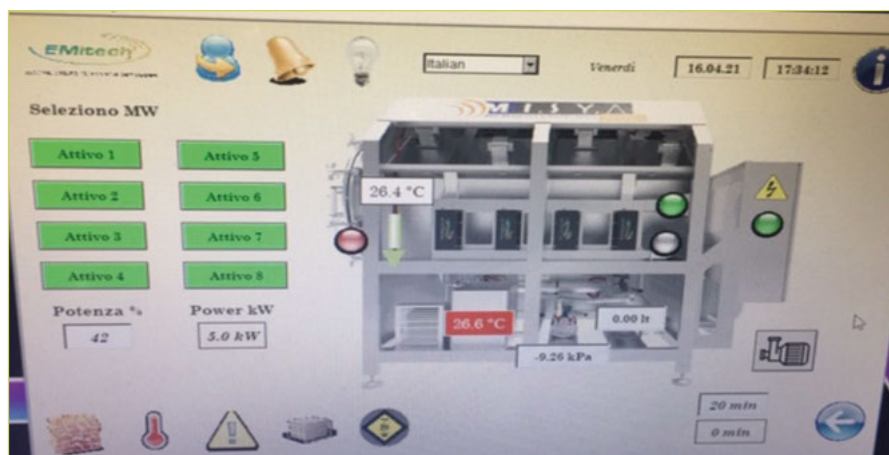 EMitech
Italian
Venerdì
16.04.21
17:34:12
Seleziono MW
MISYA
Attivo 1
Attivo 5
Attivo 2
Attivo 6
Attivo 3
Attivo 7
Attivo 4
Attivo 8
26.4 °C
Potenza %
Power kW
42
5.0 kW
26.6 °C
0.00 lt
-9.26 kPa
20 min
0 min